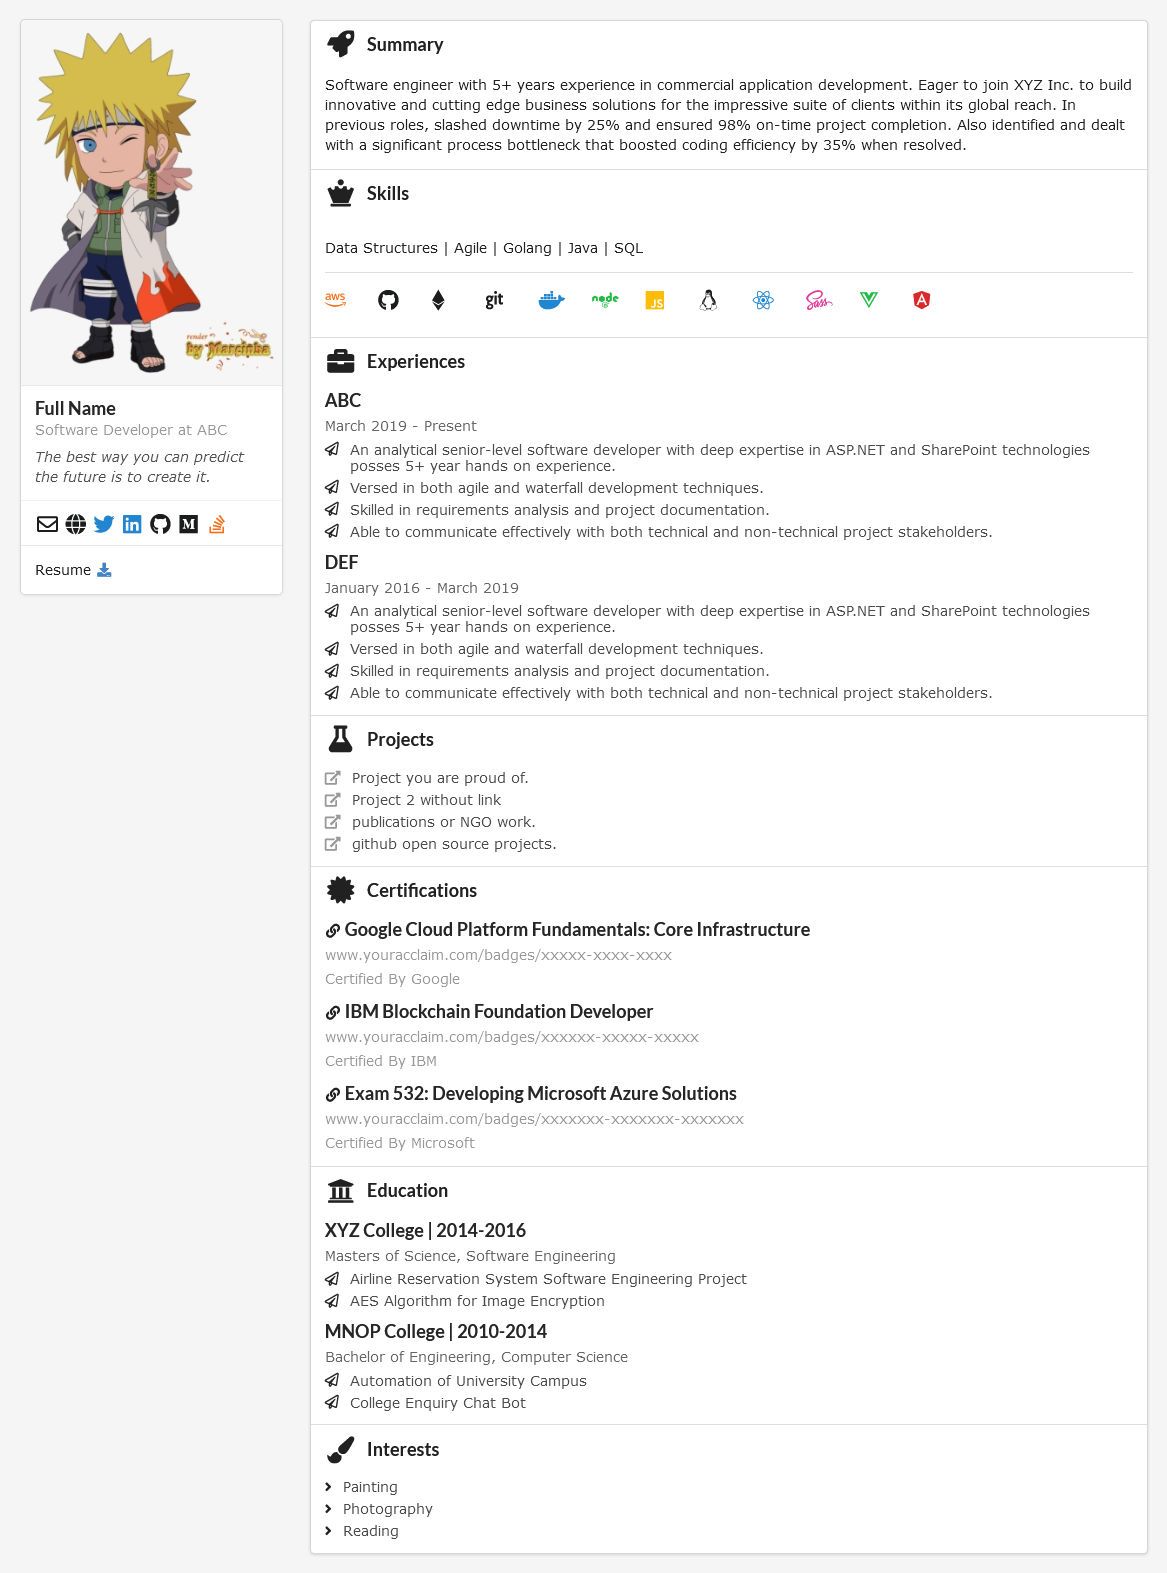 render
by Marcinha
Full Name
Software Developer at ABC
The best way you can predict
the future is to create it.
Resume
Summary
Software engineer with 5+ years experience in commercial application development. Eager to join XYZ Inc. to build
innovative and cutting edge business solutions for the impressive suite of clients within its global reach. In
previous roles, slashed downtime by 25% and ensured 98% on-time project completion. Also identified and dealt
with a significant process bottleneck that boosted coding efficiency by 35% when resolved.
Skills
Data Structures | Agile | Golang | Java | SQL
aws git node JS Sass
Experiences
ABC
March 2019 - Present
An analytical senior-level software developer with deep expertise in ASP.NET and SharePoint technologies
posses 5+ year hands on experience.
Versed in both agile and waterfall development techniques.
Skilled in requirements analysis and project documentation.
Able to communicate effectively with both technical and non-technical project stakeholders.
DEF
January 2016 - March 2019
An analytical senior-level software developer with deep expertise in ASP.NET and SharePoint technologies
posses 5+ year hands on experience.
Versed in both agile and waterfall development techniques.
Skilled in requirements analysis and project documentation.
Able to communicate effectively with both technical and non-technical project stakeholders.
Projects
Project you are proud of.
Project 2 without link
publications or NGO work.
github open source projects.
Certifications
Google Cloud Platform Fundamentals: Core Infrastructure
www.youracclaim.com/badges/xxxxx-xxxx-xxxx
Certified By Google
IBM Blockchain Foundation Developer
www.youracclaim.com/badges/xxxxxx-xxxxx-xxxxx
Certified By IBM
Exam 532: Developing Microsoft Azure Solutions
www.youracclaim.com/badges/xxxxxxx-xxxxxxx-xxxxxxx
Certified By Microsoft
Education
XYZ College | 2014-2016
Masters of Science, Software Engineering
Airline Reservation System Software Engineering Project
AES Algorithm for Image Encryption
MNOP College | 2010-2014
Bachelor of Engineering, Computer Science
Automation of University Campus
College Enquiry Chat Bot
Interests
Painting
Photography
Reading